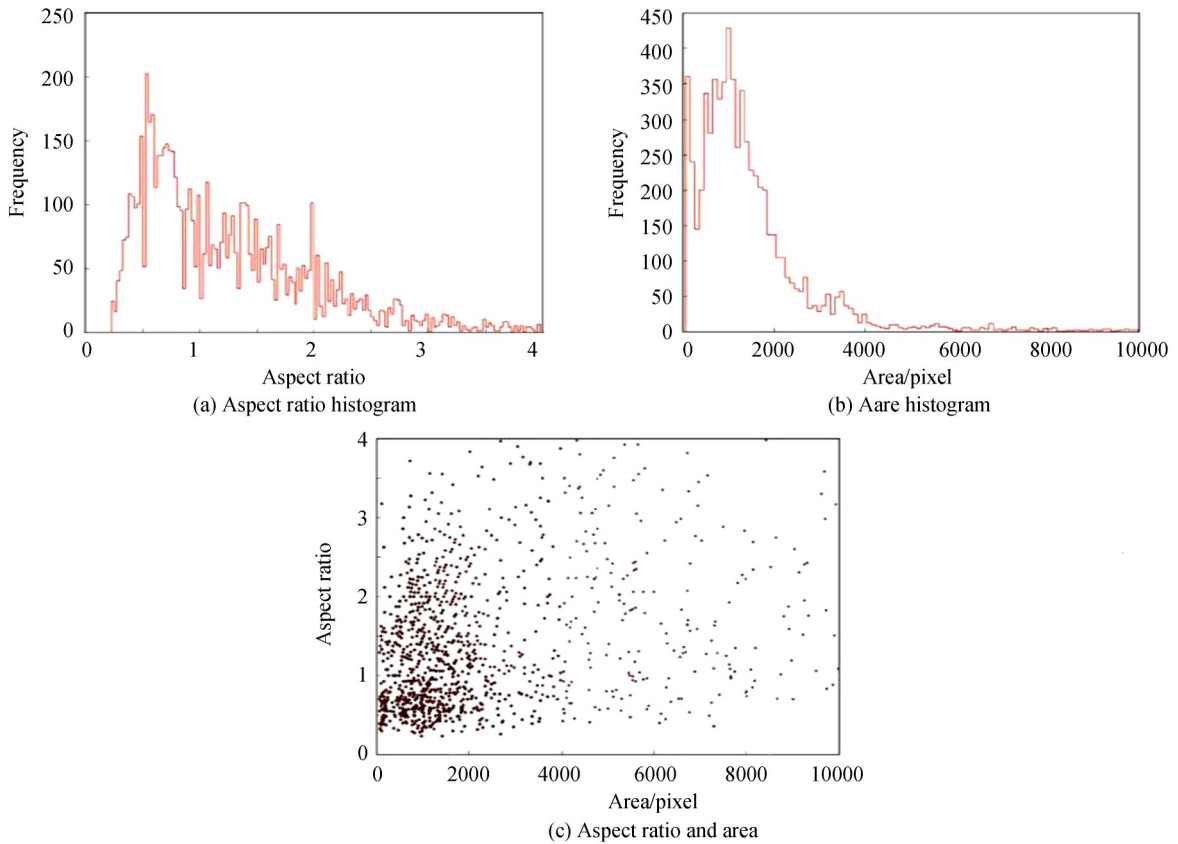 250
200
150
100
50
0
Frequency
0 1 2 3 4
Aspect ratio
(a) Aspect ratio histogram
450
400
350
300
250
200
150
100
50
0
Frequency
0 2000 4000 6000 8000 10000
Area/pixel
(b) Aare histogram
4
3
2
1
0
Aspect ratio
0 2000 4000 6000 8000 10000
Area/pixel
(c) Aspect ratio and area